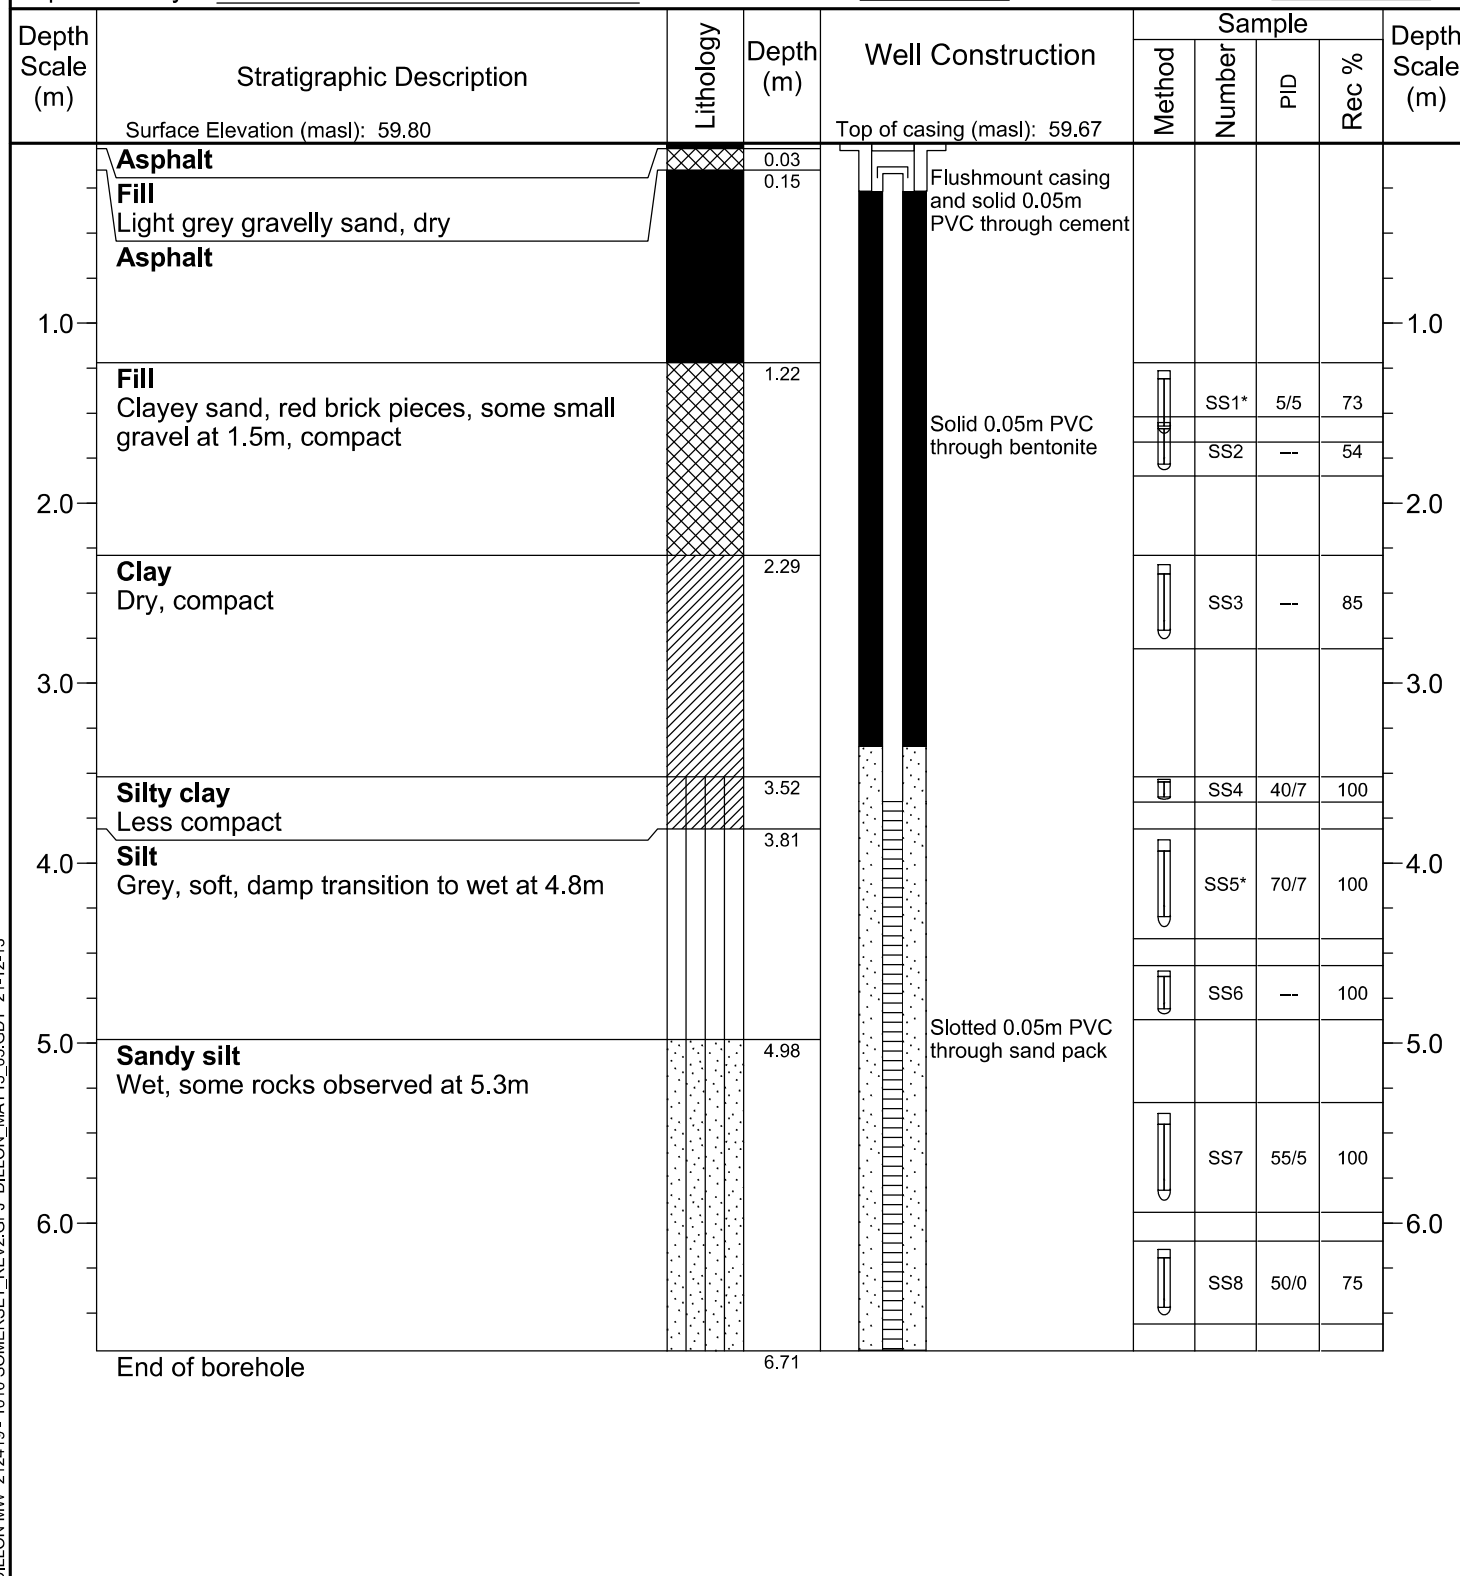 Depth
Scale
(m)
Stratigraphic Description
Surface Elevation (masl): 59.80
Lithology
Depth
(m)
Well Construction
Top of casing (masl): 59.67
Sample
Method
Number
PID
Rec %
Depth
Scale
(m)
Asphalt
0.03
Fill
Light grey gravelly sand, dry
0.15
Flushmount casing
and solid 0.05m
PVC through cement
Asphalt
1.0
1.0
Fill
Clayey sand, red brick pieces, some small
gravel at 1.5m, compact
1.22
Solid 0.05m PVC
through bentonite
SS1* 5/5 73
SS2 --- 54
2.0
2.0
Clay
Dry, compact
2.29
SS3 --- 85
3.0
3.0
Silty clay
Less compact
3.52
SS4 40/7 100
3.81
Silt
Grey, soft, damp transition to wet at 4.8m
4.0
4.0
SS5* 70/7 100
SS6 --- 100
Slotted 0.05m PVC
through sand pack
5.0
5.0
Sandy silt
Wet, some rocks observed at 5.3m
4.98
SS7 55/5 100
6.0
6.0
SS8 50/0 75
End of borehole
6.71